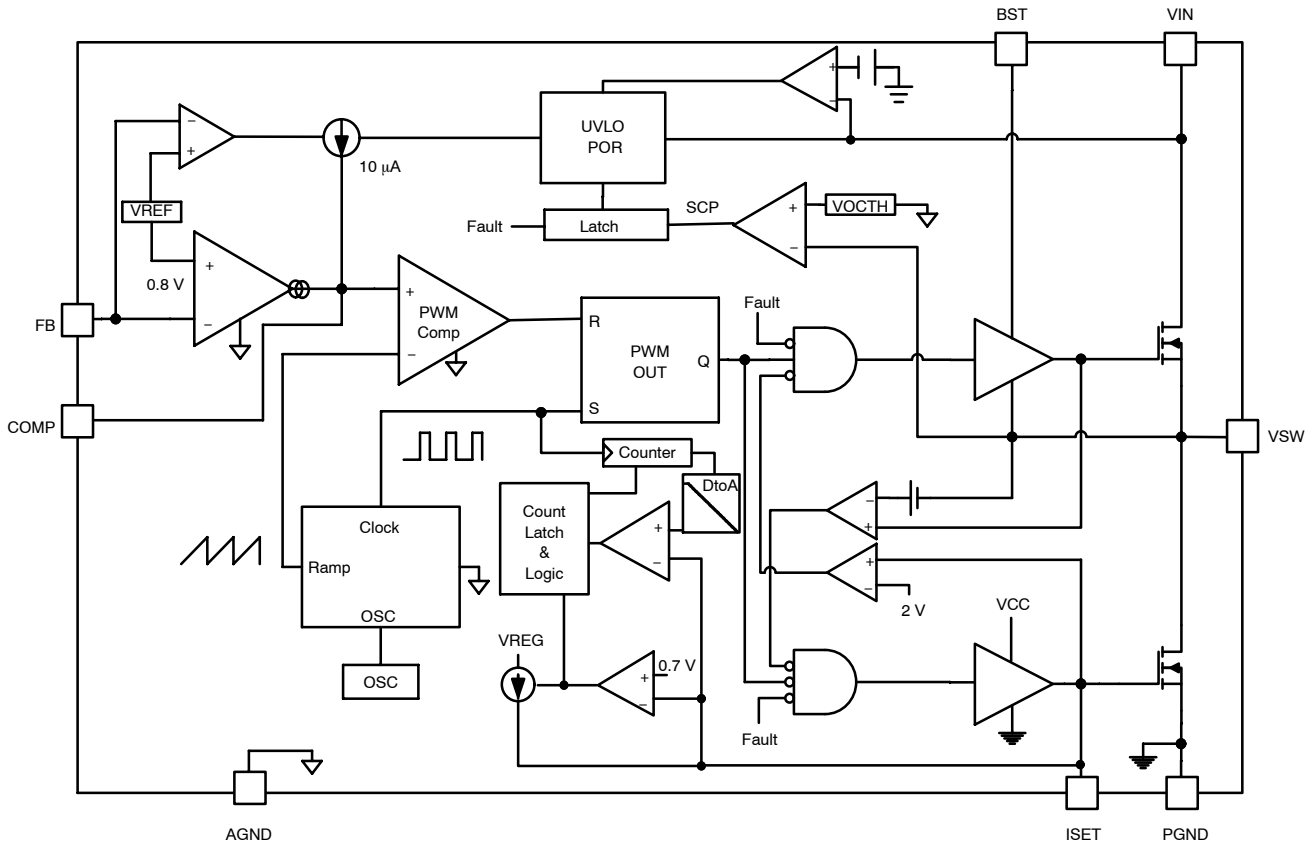 BST
VIN
+
−
UVLO
POR
−
+
10 μA
VREF
Fault
Latch
SCP
+
VOCTH
−
0.8 V
+
−
FB
+
PWM
Comp
−
R
PWM
OUT
Q
S
Fault
COMP
VSW
Counter
DtoA
Clock
Ramp
OSC
OSC
Count
Latch
&
Logic
+
−
−
+
+
−
2 V
VREG
VCC
0.7 V
+
−
Fault
AGND
ISET
PGND